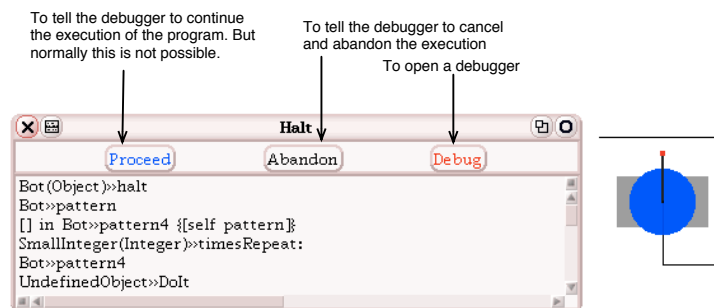 To tell the debugger to continue
the execution of the program. But
normally this is not possible.
To tell the debugger to cancel
and abandon the execution
To open a debugger
Halt
Proceed
Abandon
Debug
Bot(Object)»halt
Bot»pattern
[] in Bot»pattern4 {[self pattern]}
SmallInteger(Integer)»timesRepeat:
Bot»pattern4
UndefinedObject»DoIt